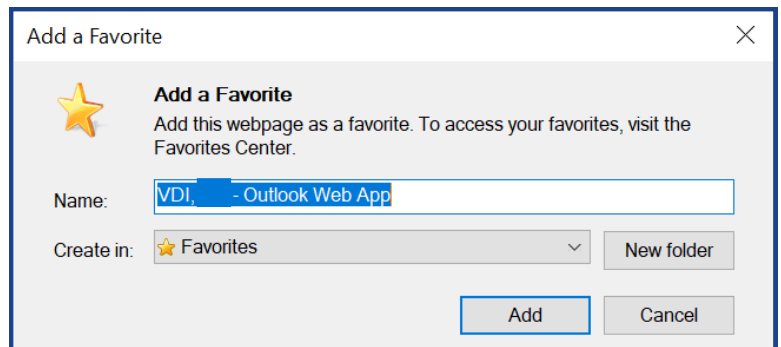 Add a Favorite
Add a Favorite
Add this webpage as a favorite. To access your favorites, visit the
Favorites Center.
Name: VDI, - Outlook Web App
Create in: Favorites New folder
Add Cancel